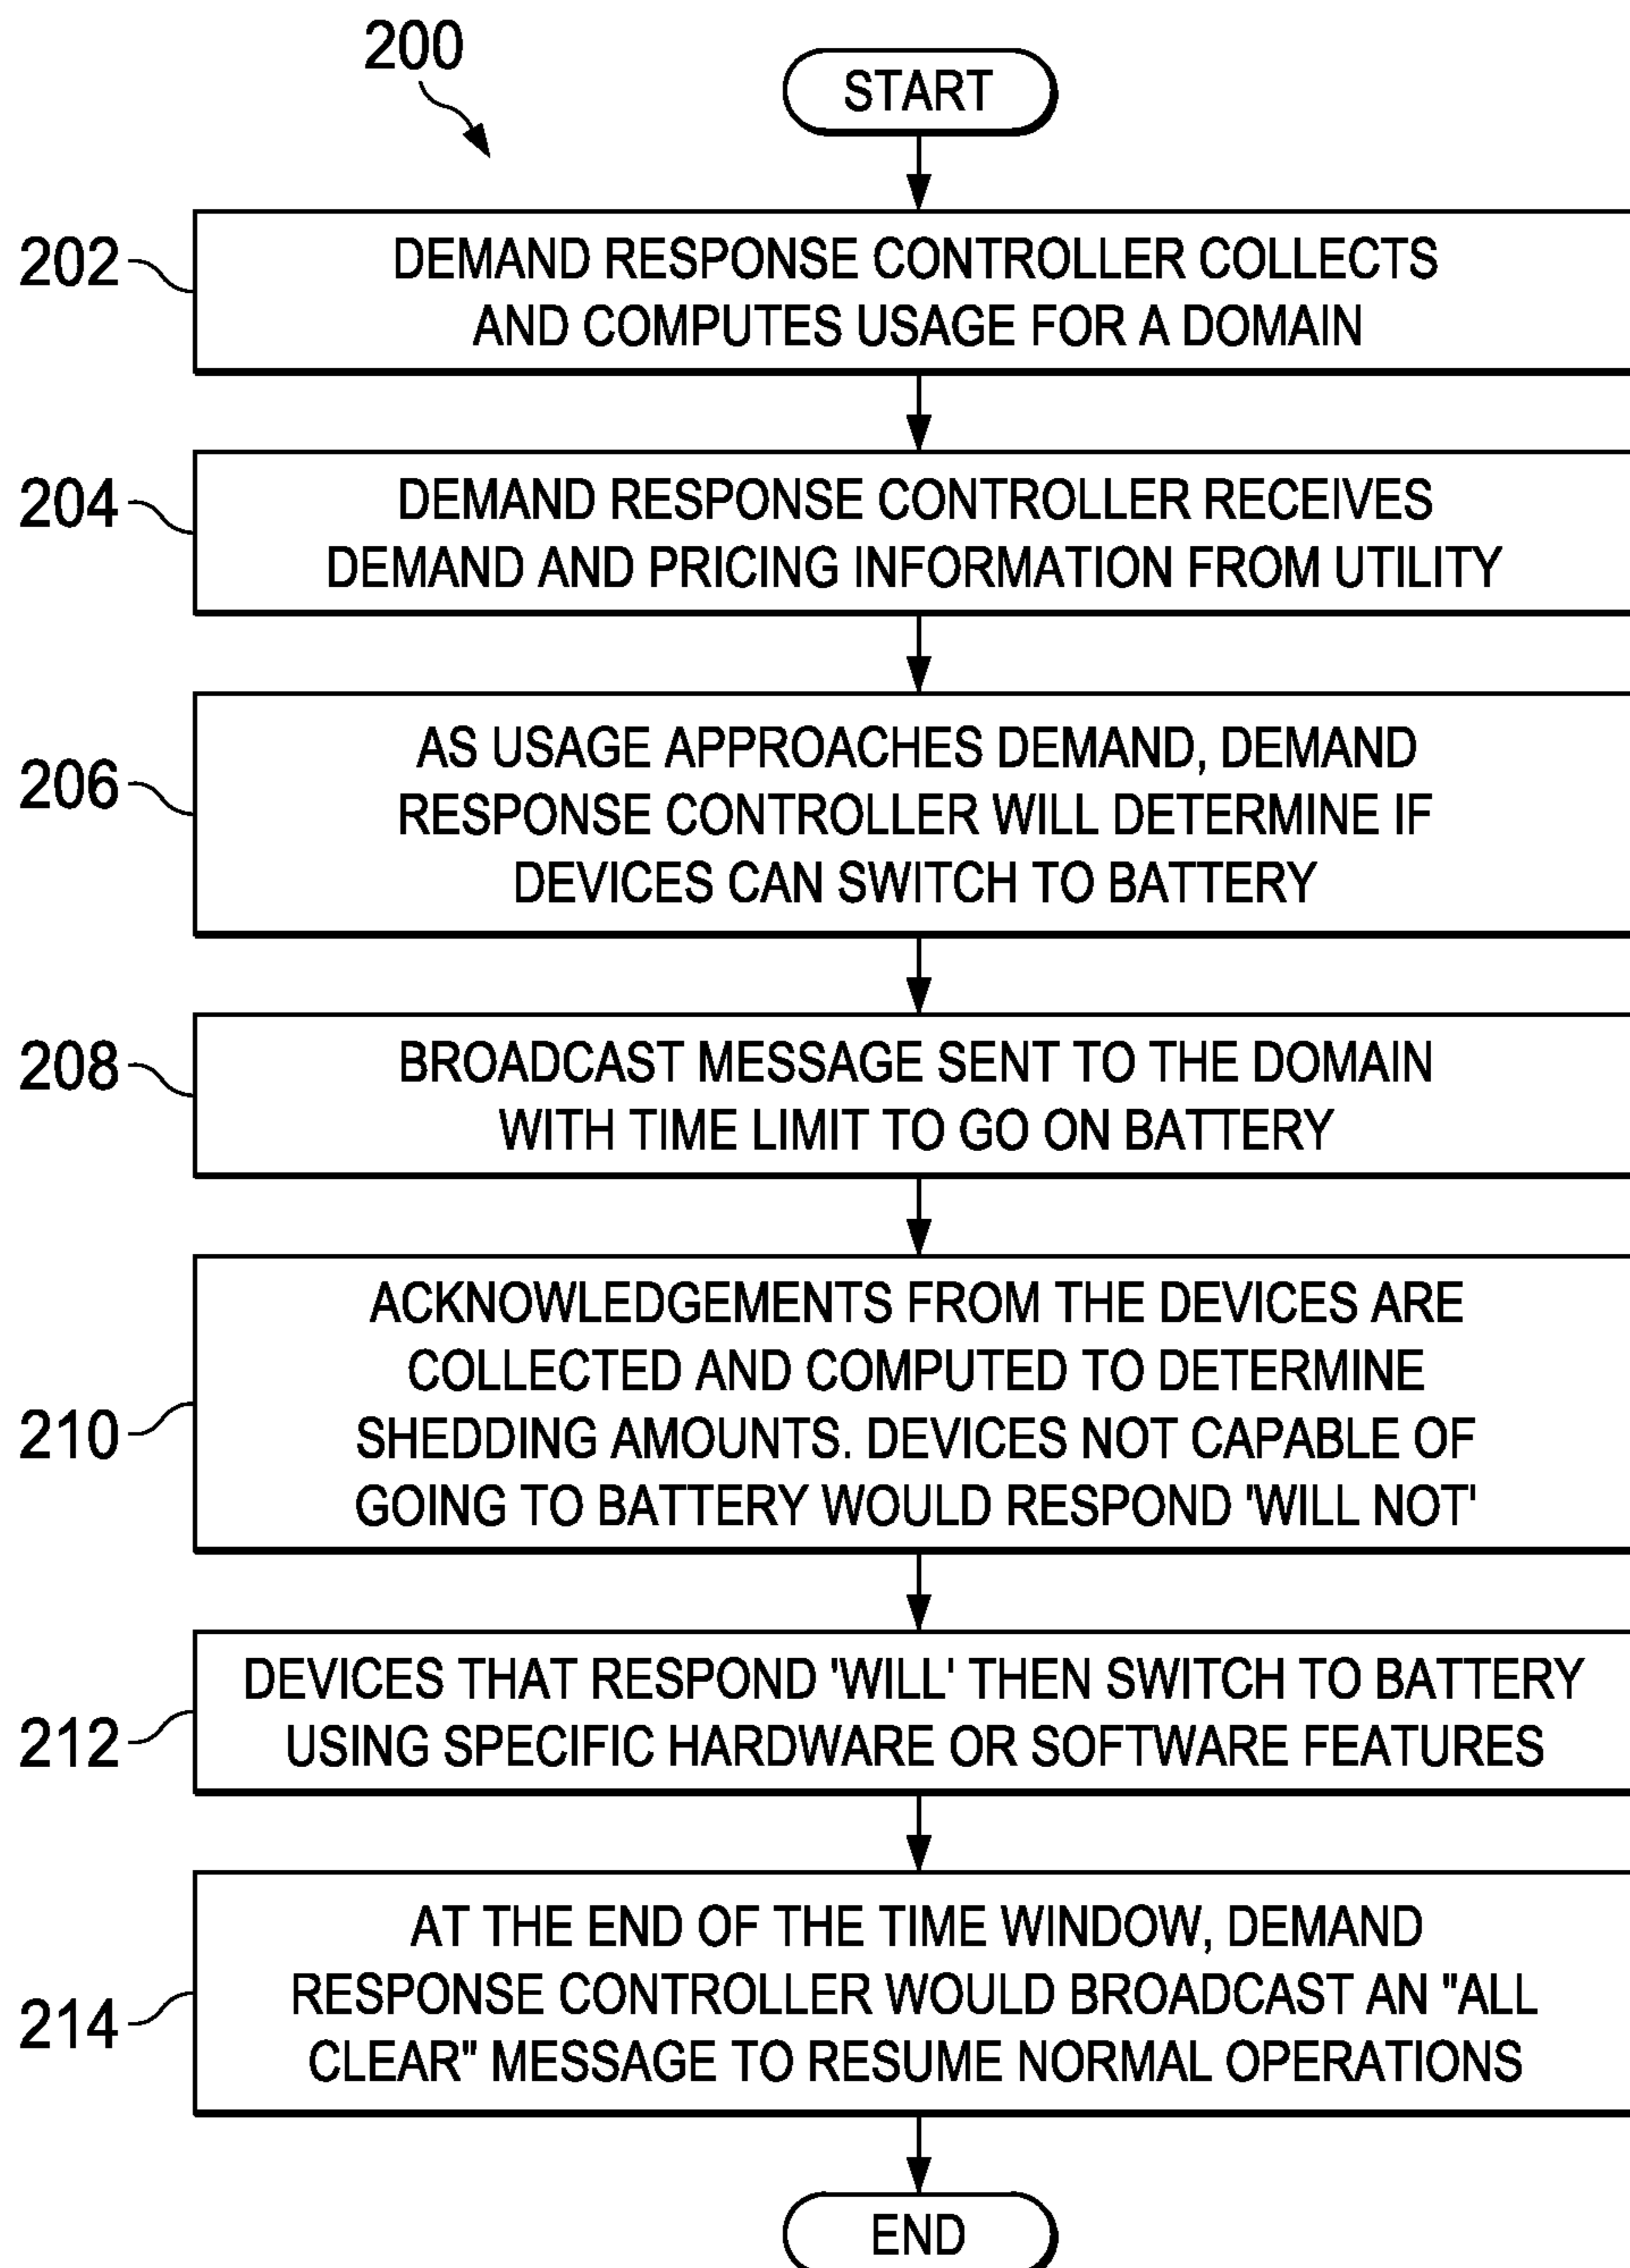 200
START
202
DEMAND RESPONSE CONTROLLER COLLECTS
AND COMPUTES USAGE FOR A DOMAIN
204
DEMAND RESPONSE CONTROLLER RECEIVES
DEMAND AND PRICING INFORMATION FROM UTILITY
206
AS USAGE APPROACHES DEMAND, DEMAND
RESPONSE CONTROLLER WILL DETERMINE IF
DEVICES CAN SWITCH TO BATTERY
208
BROADCAST MESSAGE SENT TO THE DOMAIN
WITH TIME LIMIT TO GO ON BATTERY
210
ACKNOWLEDGEMENTS FROM THE DEVICES ARE
COLLECTED AND COMPUTED TO DETERMINE
SHEDDING AMOUNTS. DEVICES NOT CAPABLE OF
GOING TO BATTERY WOULD RESPOND 'WILL NOT'
212
DEVICES THAT RESPOND 'WILL' THEN SWITCH TO BATTERY
USING SPECIFIC HARDWARE OR SOFTWARE FEATURES
214
AT THE END OF THE TIME WINDOW, DEMAND
RESPONSE CONTROLLER WOULD BROADCAST AN "ALL
CLEAR" MESSAGE TO RESUME NORMAL OPERATIONS
END